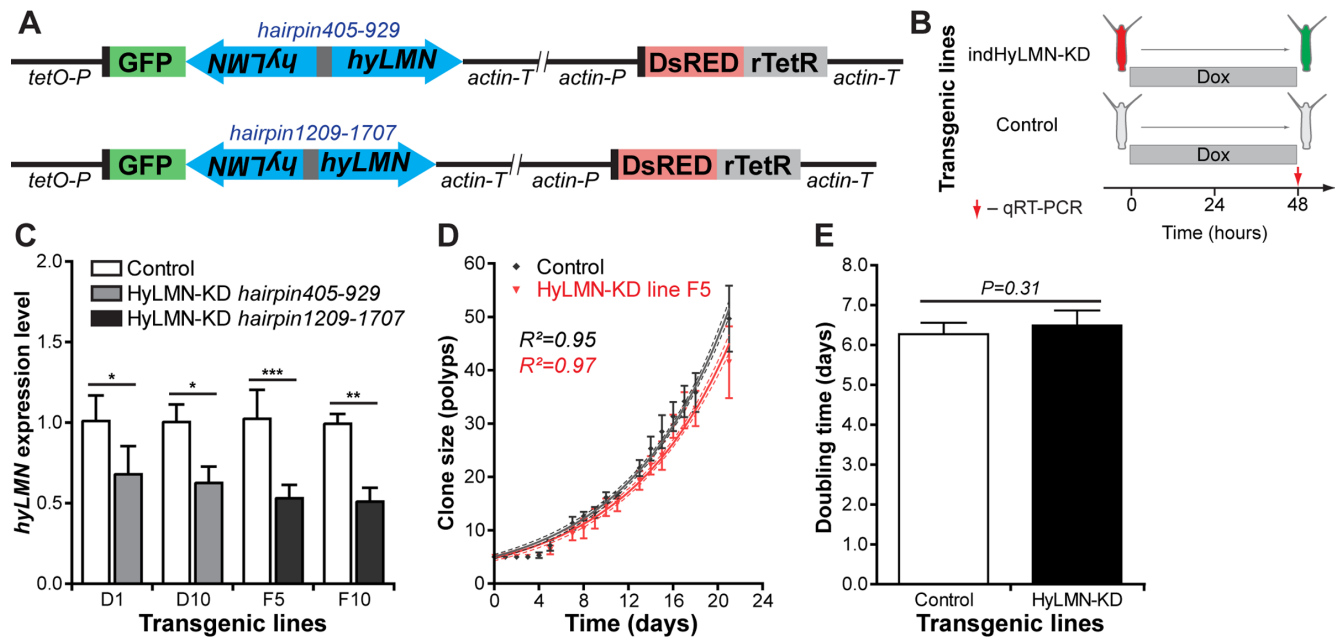 A
hairpin405-929
GFP hyLMN hyLMN DsRED rTetR
tetO-P actin-T actin-P actin-T
hairpin1209-1707
GFP hyLMN hyLMN DsRED rTetR
tetO-P actin-T actin-P actin-T
B
Transgenic lines
indHyLMN-KD
Dox
Control
Dox
– qRT-PCR
0 24 48
Time (hours)
C
hyLMN expression level
2.0
1.5
1.0
0.5
0.0
Control
HyLMN-KD hairpin405-929
HyLMN-KD hairpin1209-1707
* * *** **
D1 D10 F5 F10
Transgenic lines
D
Clone size (polyps)
60
50
40
30
20
10
0
Control
HyLMN-KD line F5
R²=0.95
R²=0.97
0 4 8 12 16 20 24
Time (days)
E
Doubling time (days)
8.0
7.0
6.0
5.0
4.0
3.0
2.0
1.0
0.0
P=0.31
Control HyLMN-KD
Transgenic lines